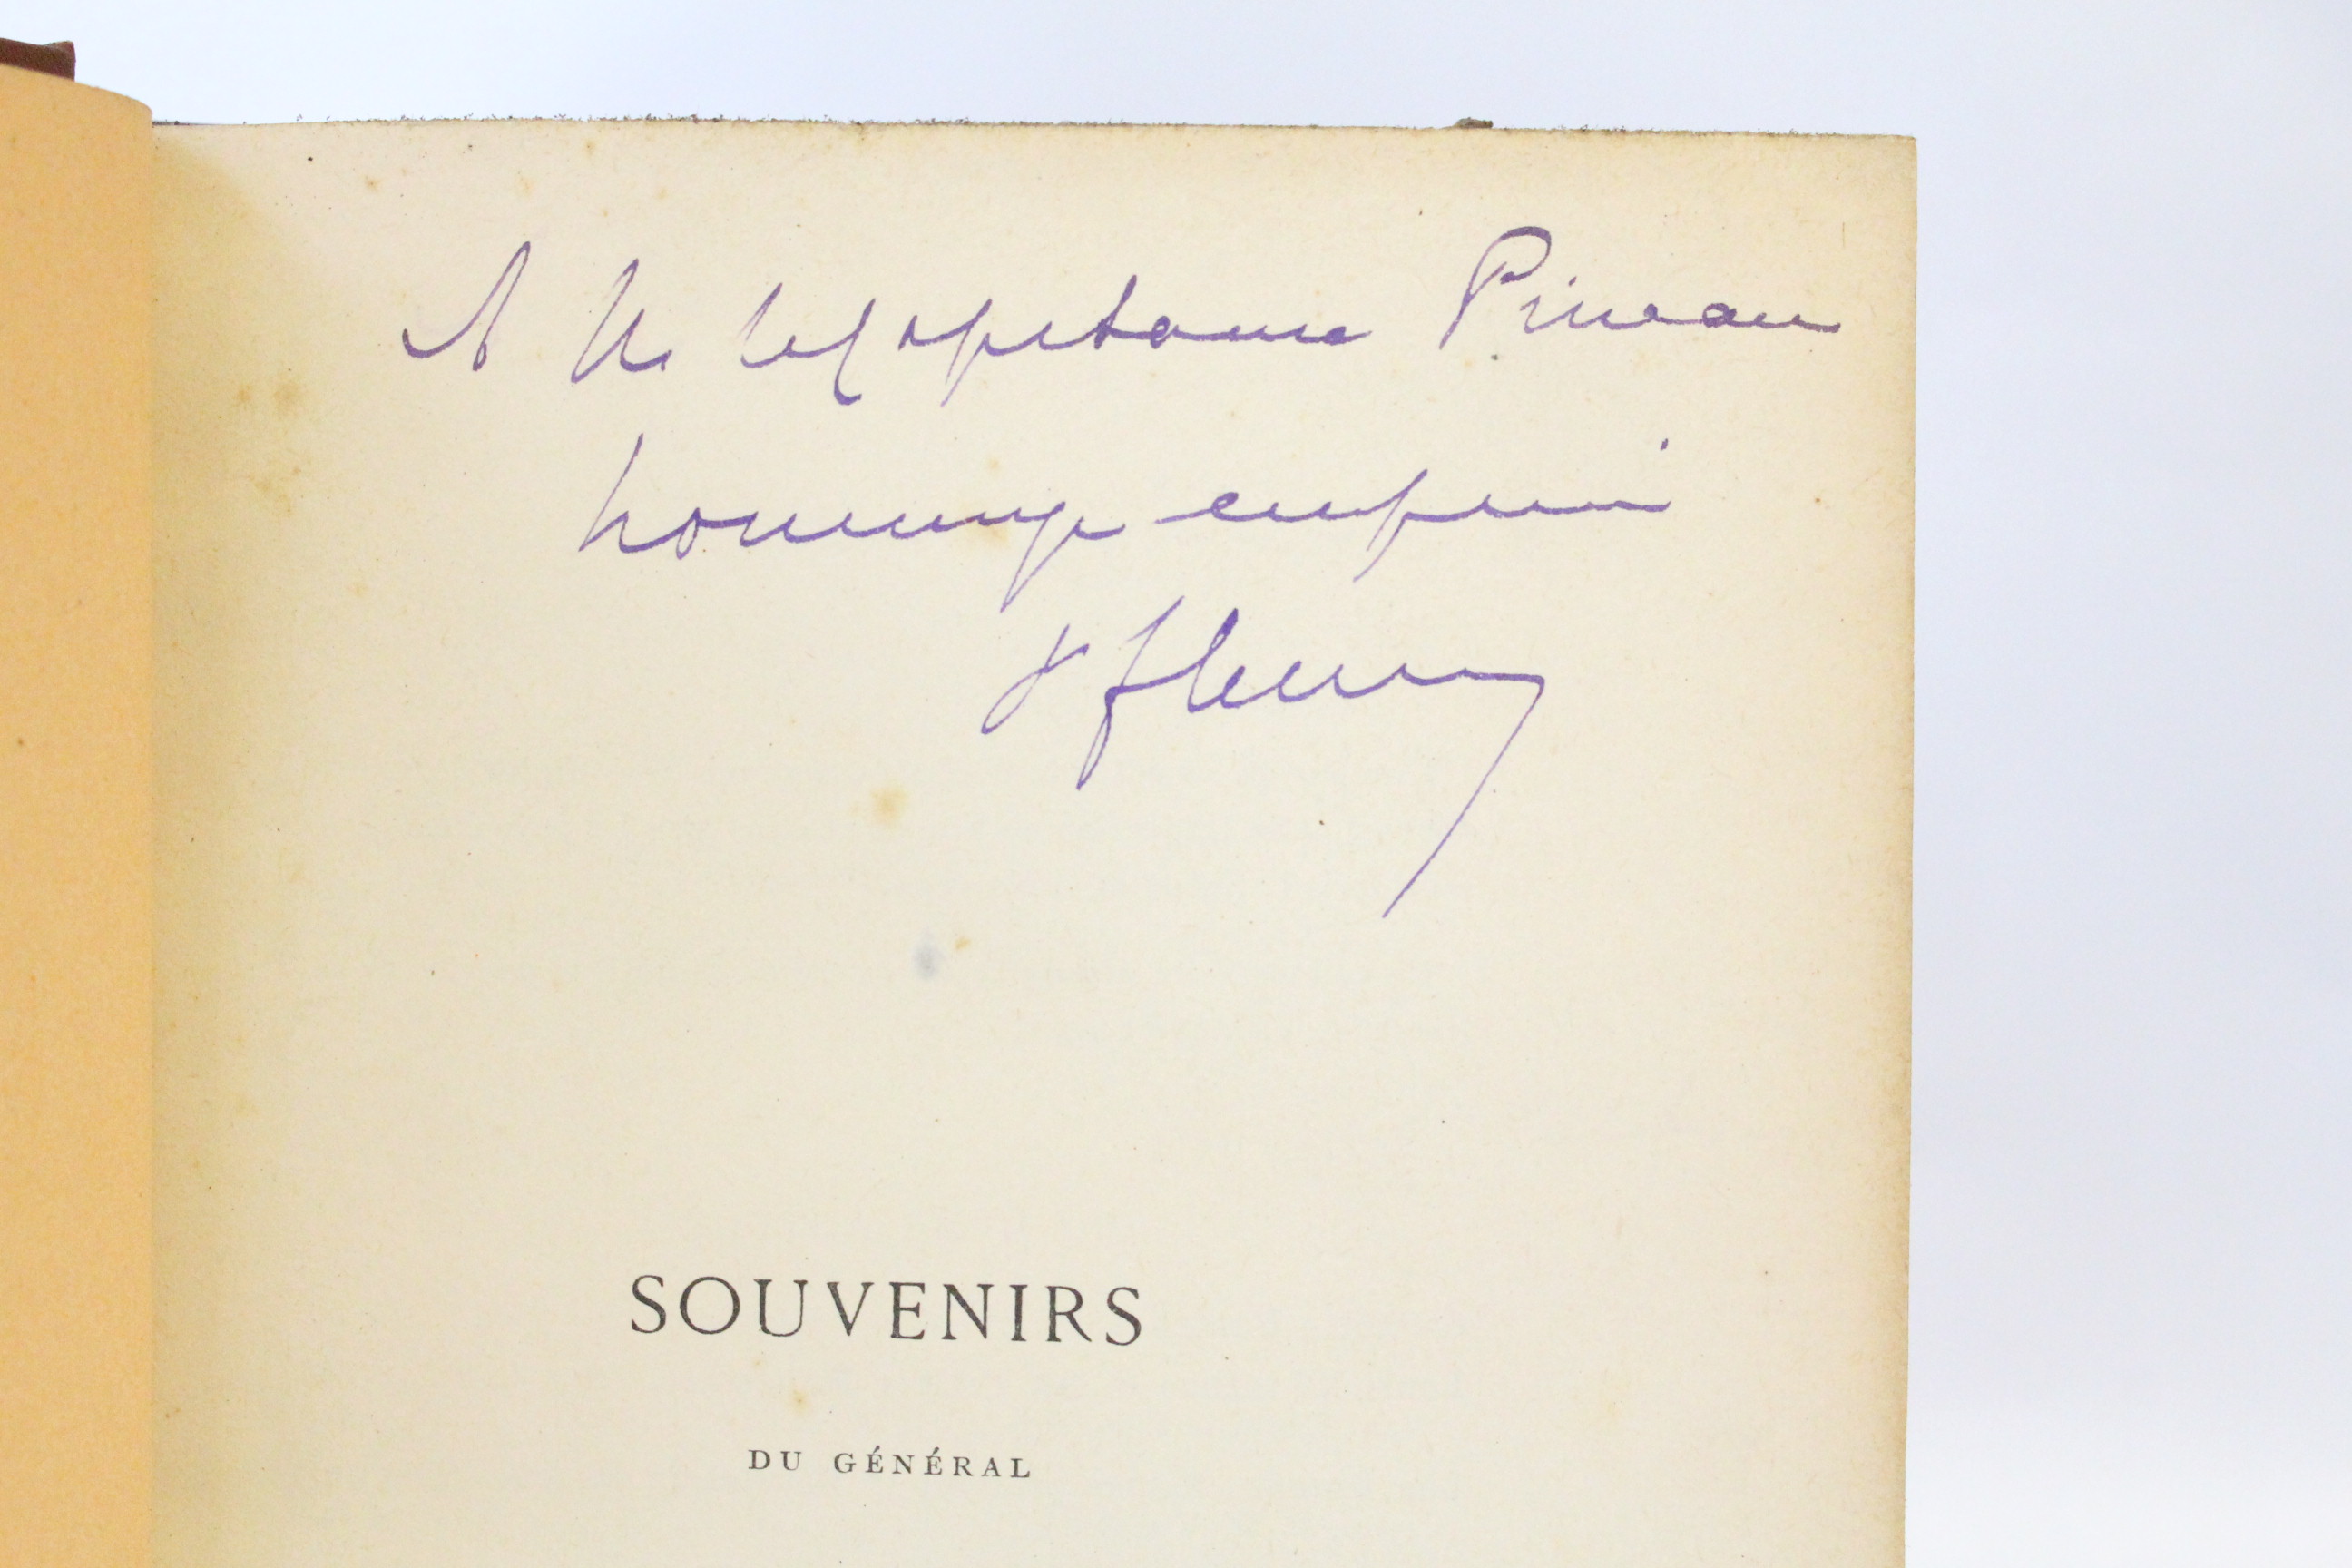 A M. le Capitaine Pineau
hommage empressé
Fleury
SOUVENIRS
DU GÉNÉRAL